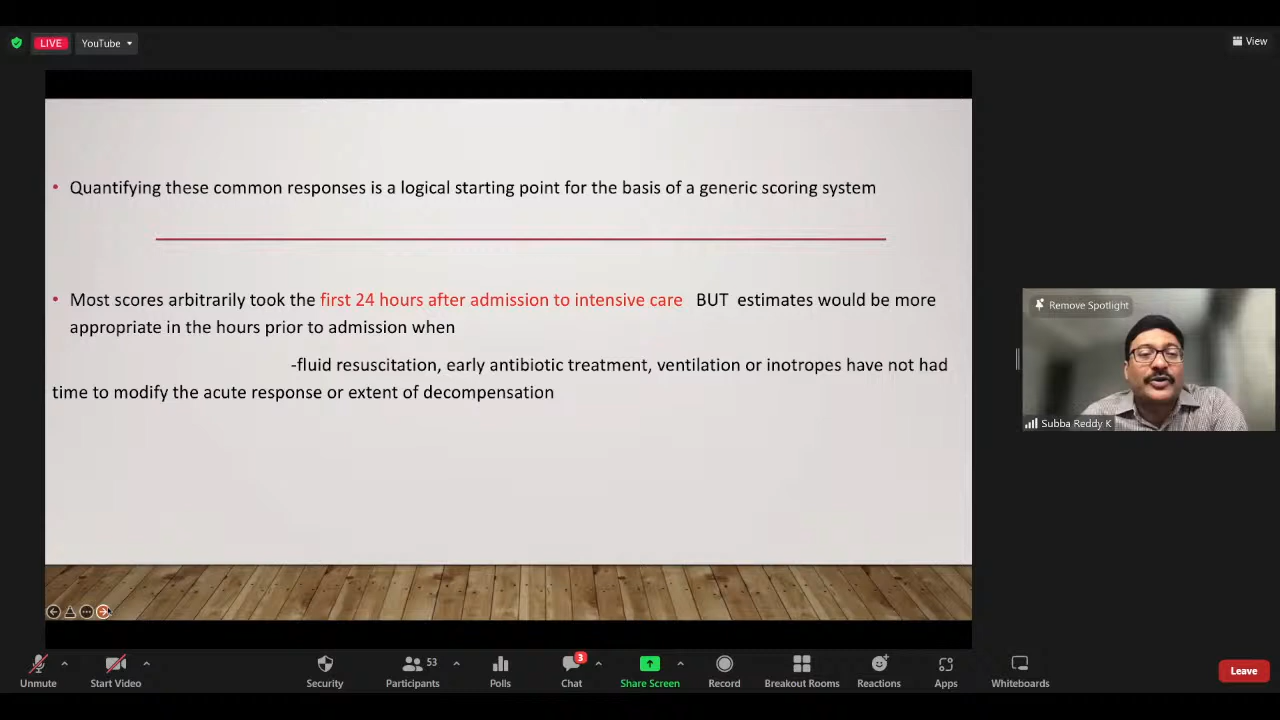 LIVE
YouTube
View
• Quantifying these common responses is a logical starting point for the basis of a generic scoring system
• Most scores arbitrarily took the first 24 hours after admission to intensive care BUT estimates would be more
appropriate in the hours prior to admission when
-fluid resuscitation, early antibiotic treatment, ventilation or inotropes have not had
time to modify the acute response or extent of decompensation
Remove Spotlight
Subba Reddy K
53
3
Unmute
Start Video
Security
Participants
Polls
Chat
Share Screen
Record
Breakout Rooms
Reactions
Apps
Whiteboards
Leave